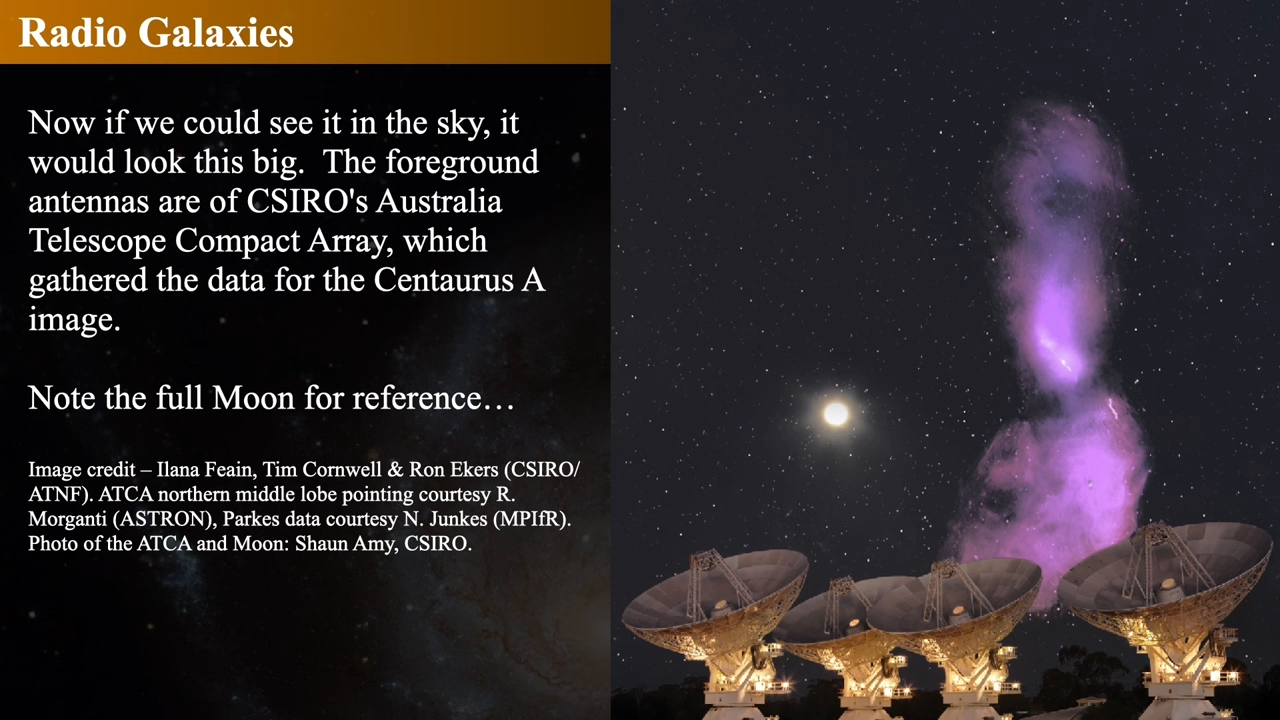 Radio Galaxies
Now if we could see it in the sky, it
would look this big.  The foreground
antennas are of CSIRO's Australia
Telescope Compact Array, which
gathered the data for the Centaurus A
image.
Note the full Moon for reference…
Image credit – Ilana Feain, Tim Cornwell & Ron Ekers (CSIRO/
ATNF). ATCA northern middle lobe pointing courtesy R.
Morganti (ASTRON), Parkes data courtesy N. Junkes (MPIfR).
Photo of the ATCA and Moon: Shaun Amy, CSIRO.